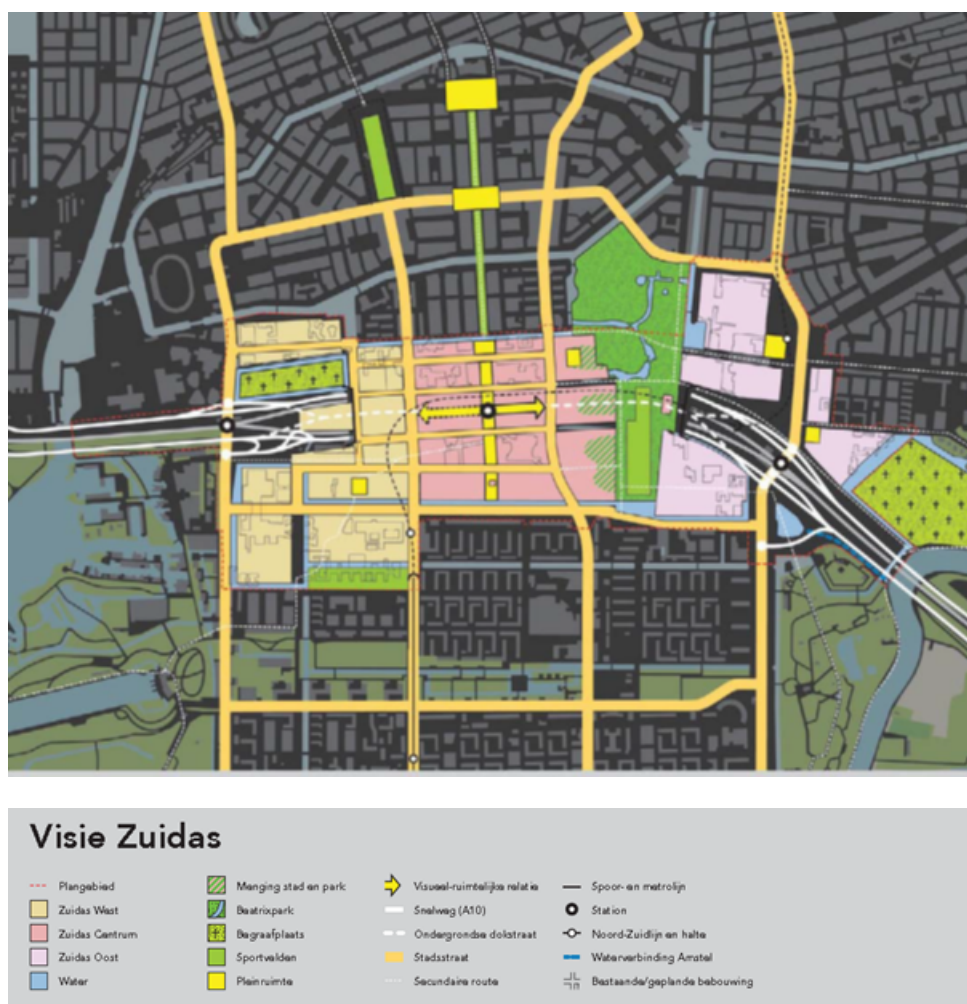 Visie Zuidas
Plangebied
Zuidas West
Zuidas Centrum
Zuidas Oost
Water
Menging stad en park
Beatrixpark
Begraafplaats
Sportvelden
Pleinruimte
Visueel-ruimtelijke relatie
Snelweg (A10)
Ondergrondse dokstraat
Stadsstraat
Secundaire route
Spoor- en metrolijn
Station
Noord-Zuidlijn en halte
Waterverbinding Amstel
Bestaande/geplande bebouwing